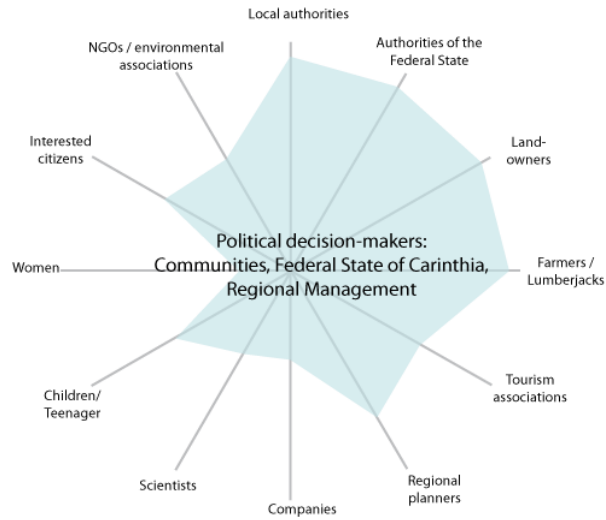 Local authorities
NGOs / environmental
associations
Authorities of the
Federal State
Interested
citizens
Land-
owners
Political decision-makers:
Communities, Federal State of Carinthia,
Regional Management
Women
Farmers /
Lumberjacks
Children/
Teenager
Tourism
associations
Scientists
Companies
Regional
planners